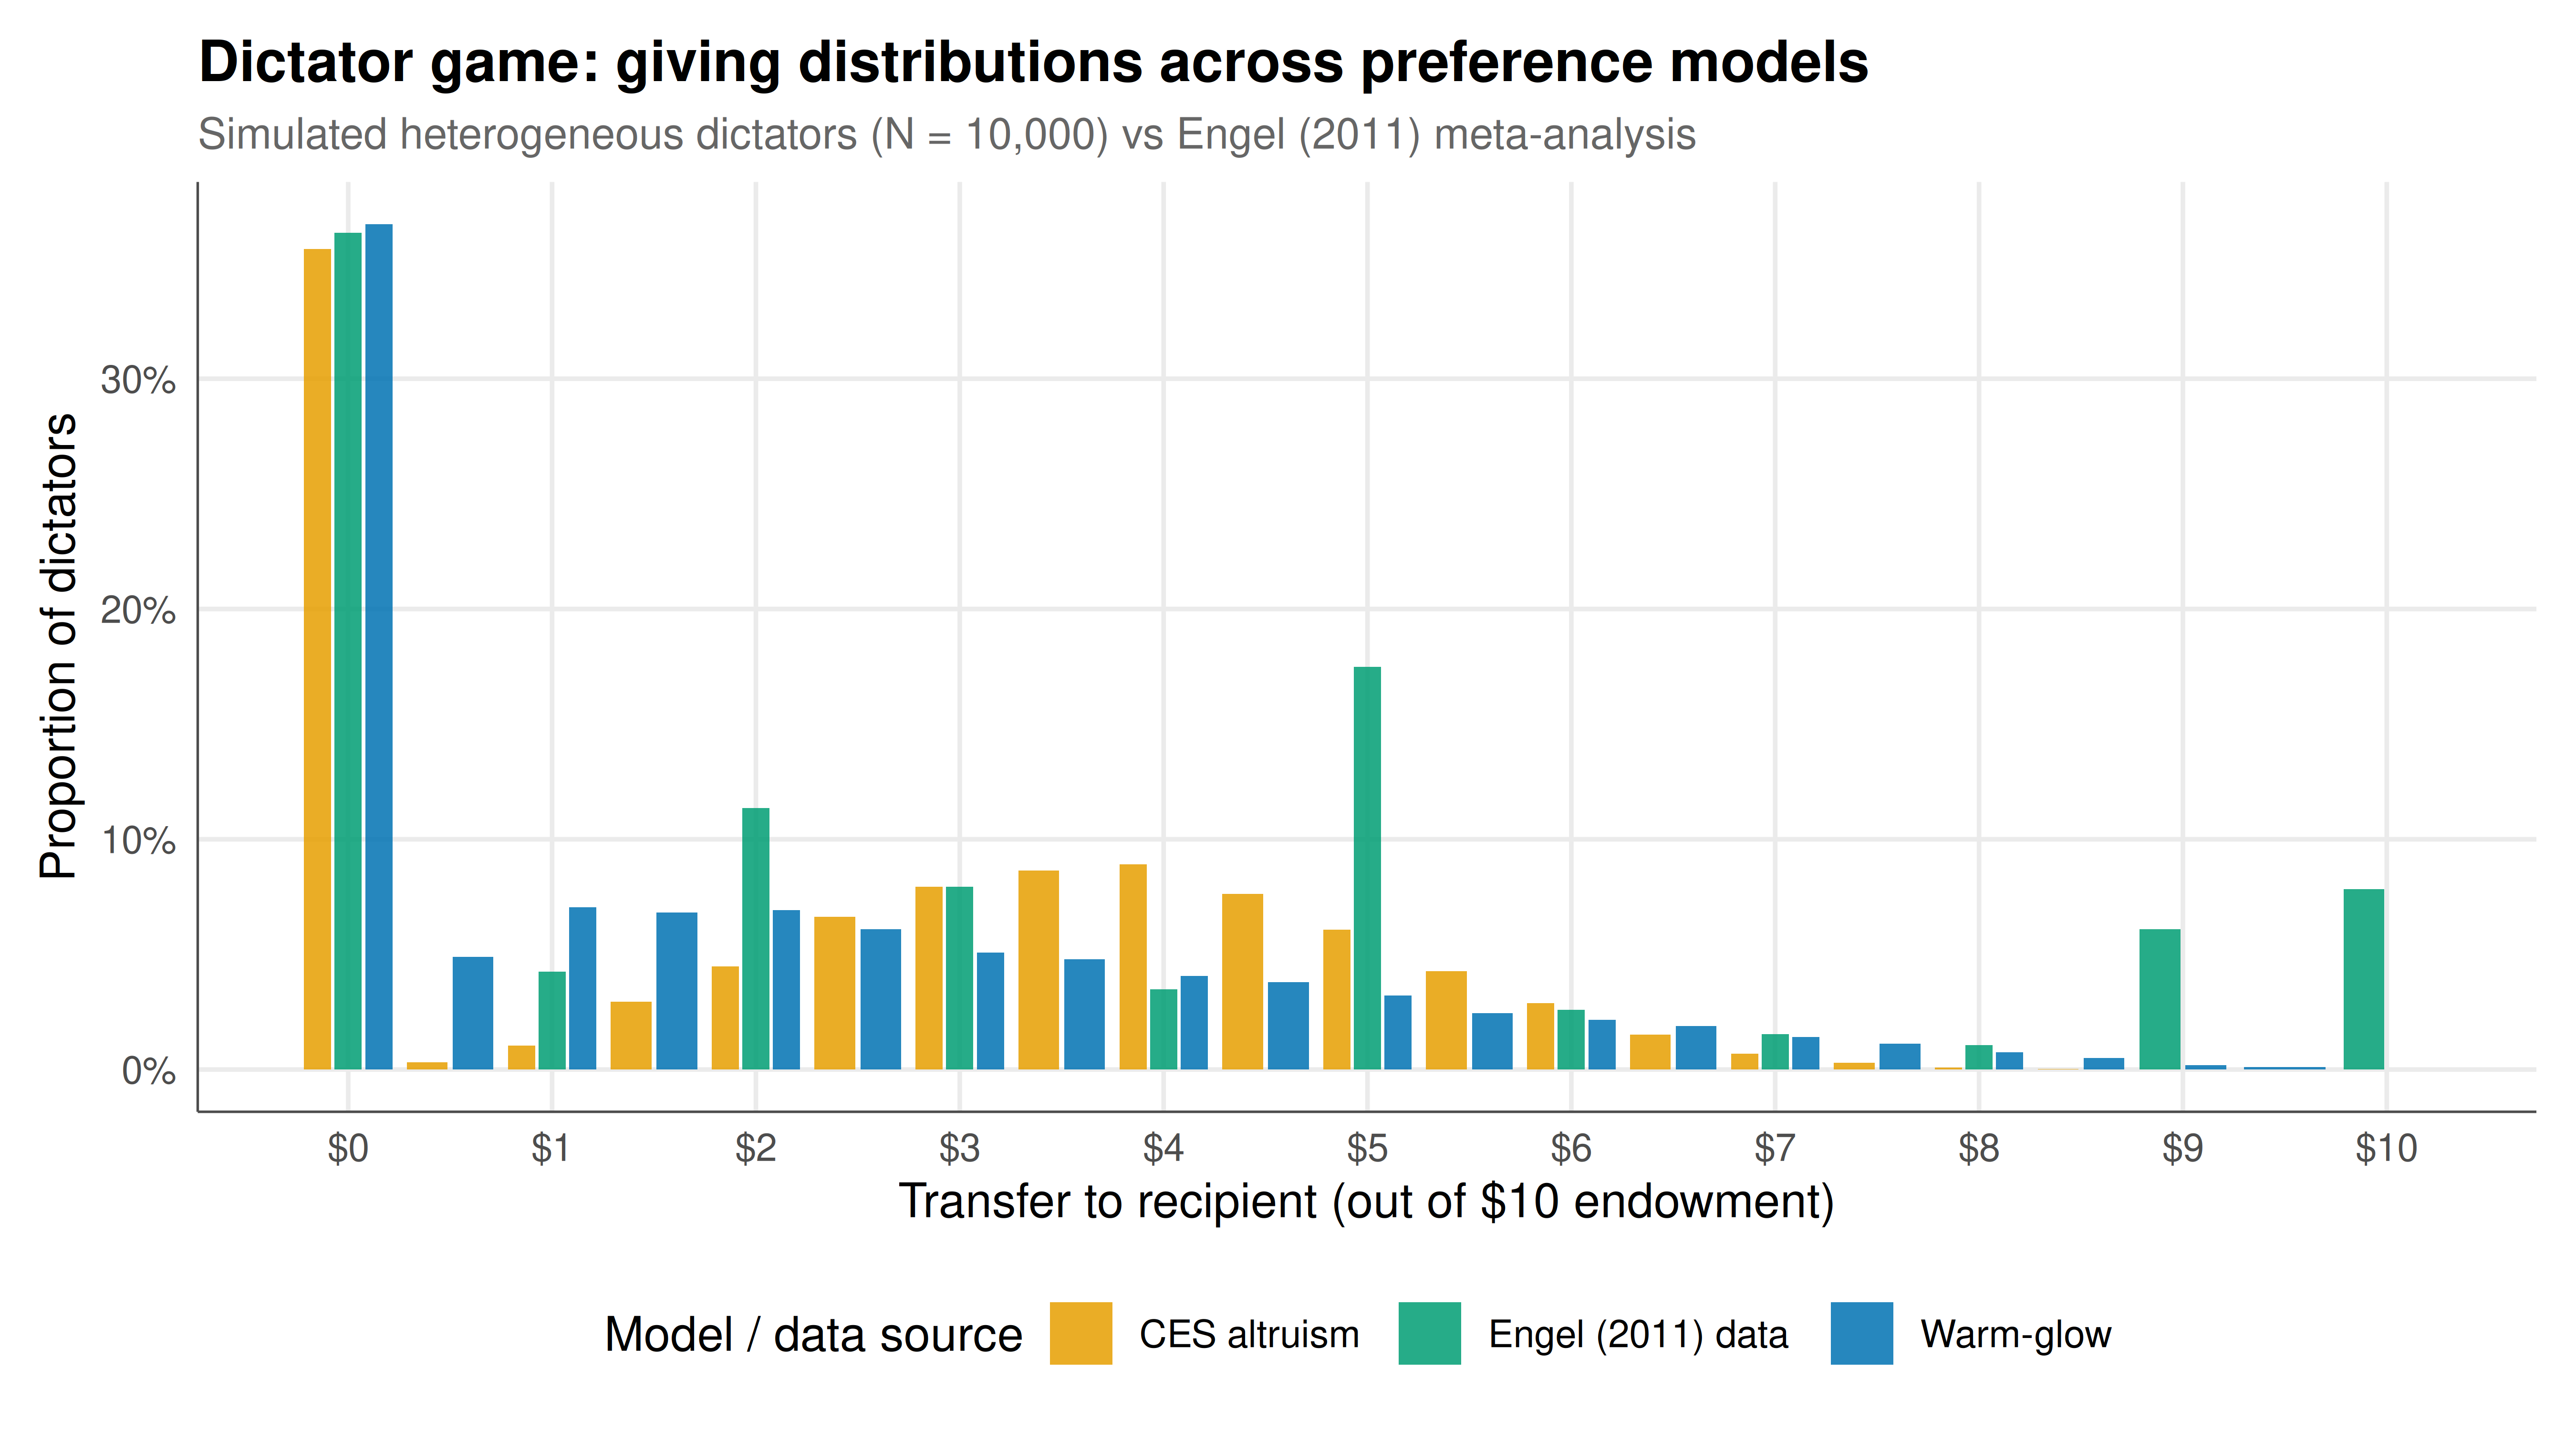 Dictator game: giving distributions across preference models
Simulated heterogeneous dictators (N = 10,000) vs Engel (2011) meta-analysis
Proportion of dictators
30%
20%
10%
0%
$0 $1 $2 $3 $4 $5 $6 $7 $8 $9 $10
Transfer to recipient (out of $10 endowment)
Model / data source CES altruism Engel (2011) data Warm-glow